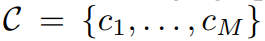 𝒞 = {c₁, . . . , c_M}